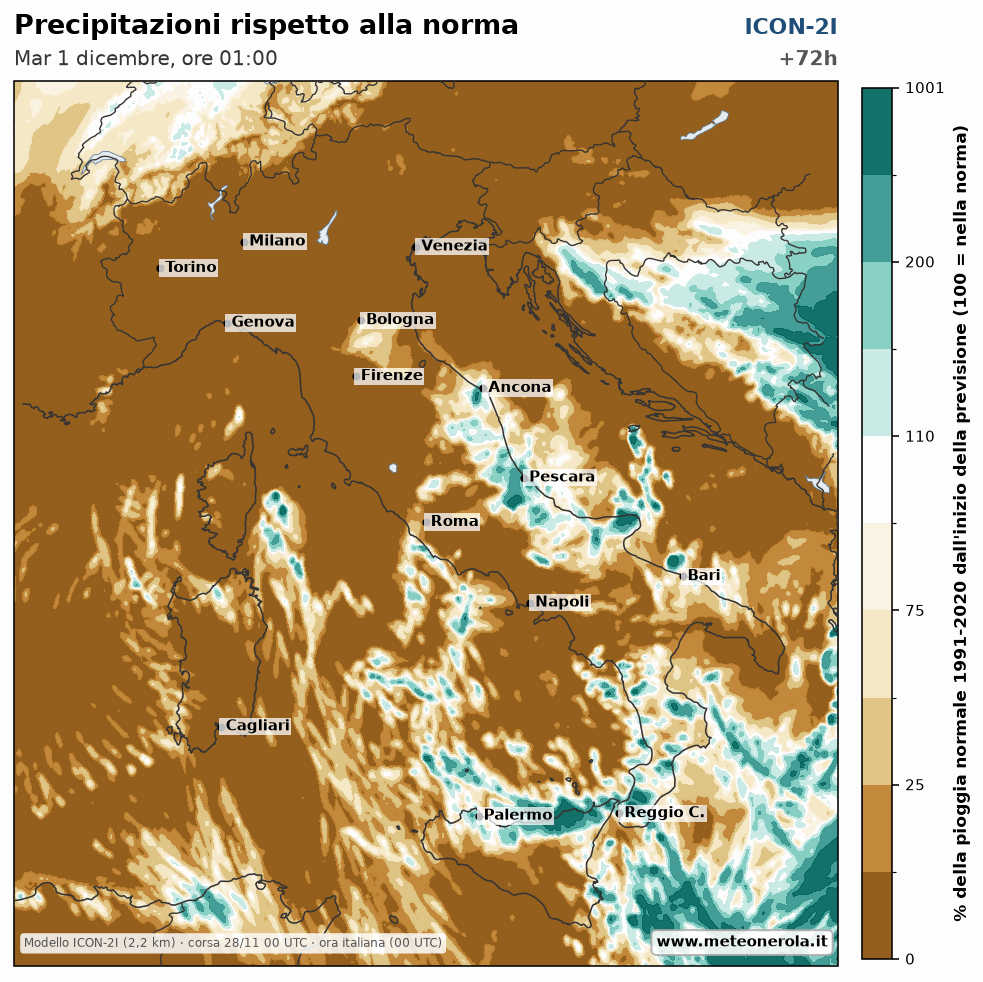 Precipitazioni rispetto alla norma
ICON-2I
Mar 1 dicembre, ore 01:00
+72h
Milano
Venezia
Torino
Bologna
Genova
Firenze
Ancona
Pescara
Roma
Bari
Napoli
Cagliari
Palermo
Reggio C.
Modello ICON-2I (2,2 km) · corsa 28/11 00 UTC · ora italiana (00 UTC)
www.meteonerola.it
1001
200
110
75
25
0
% della pioggia normale 1991-2020 dall'inizio della previsione (100 = nella norma)